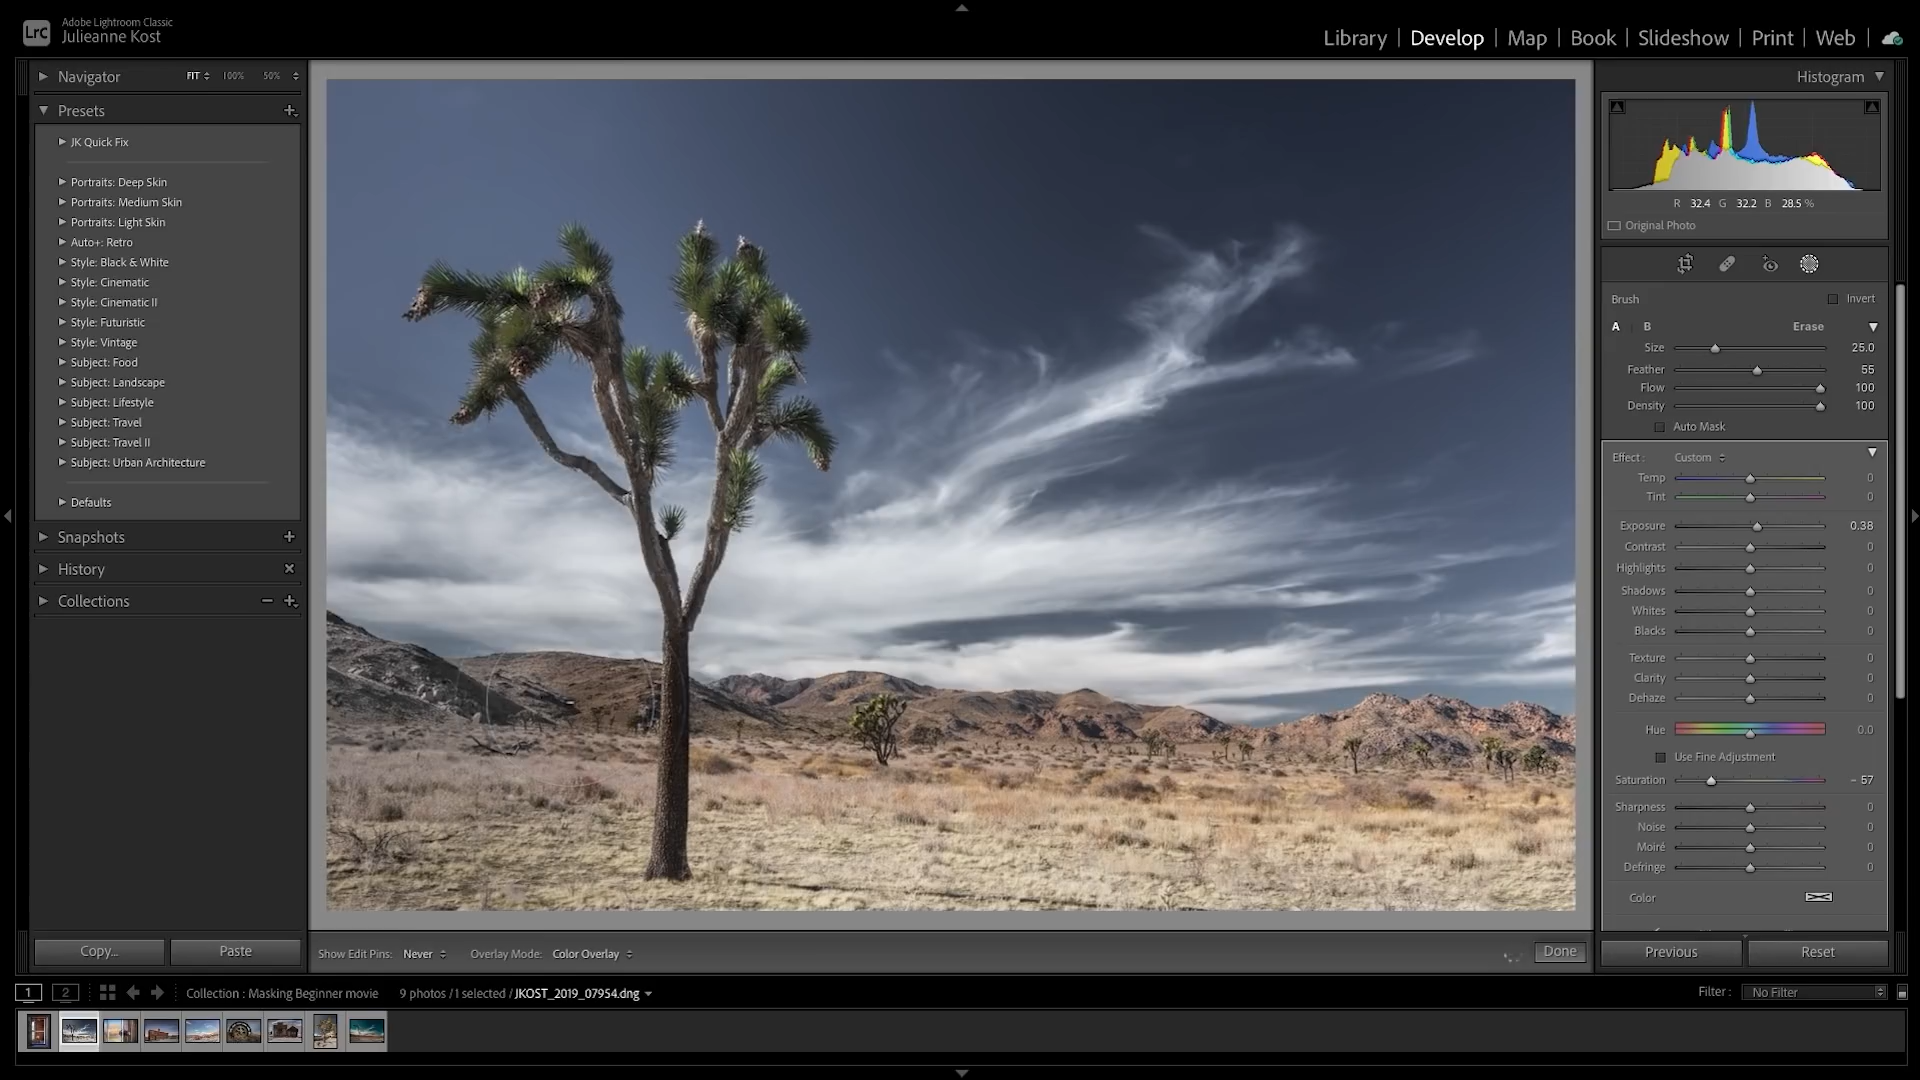 LrC
Adobe Lightroom Classic
Julieanne Kost
Library | Develop | Map | Book | Slideshow | Print | Web
Navigator FIT 100% 50%
Presets
JK Quick Fix
Portraits: Deep Skin
Portraits: Medium Skin
Portraits: Light Skin
Auto+: Retro
Style: Black & White
Style: Cinematic
Style: Cinematic II
Style: Futuristic
Style: Vintage
Subject: Food
Subject: Landscape
Subject: Lifestyle
Subject: Travel
Subject: Travel II
Subject: Urban Architecture
Defaults
Snapshots
History
Collections
Copy... Paste
Show Edit Pins: Never Overlay Mode: Color Overlay Done
Histogram
R 32.4 G 32.2 B 28.5 %
Original Photo
Brush Invert
A B Erase
Size 25.0
Feather 55
Flow 100
Density 100
Auto Mask
Effect : Custom
Temp 0
Tint 0
Exposure 0.38
Contrast 0
Highlights 0
Shadows 0
Whites 0
Blacks 0
Texture 0
Clarity 0
Dehaze 0
Hue 0.0
Use Fine Adjustment
Saturation – 57
Sharpness 0
Noise 0
Moiré 0
Defringe 0
Color
Previous Reset
1 2 Collection : Masking Beginner movie 9 photos / 1 selected / JKOST_2019_07954.dng Filter : No Filter